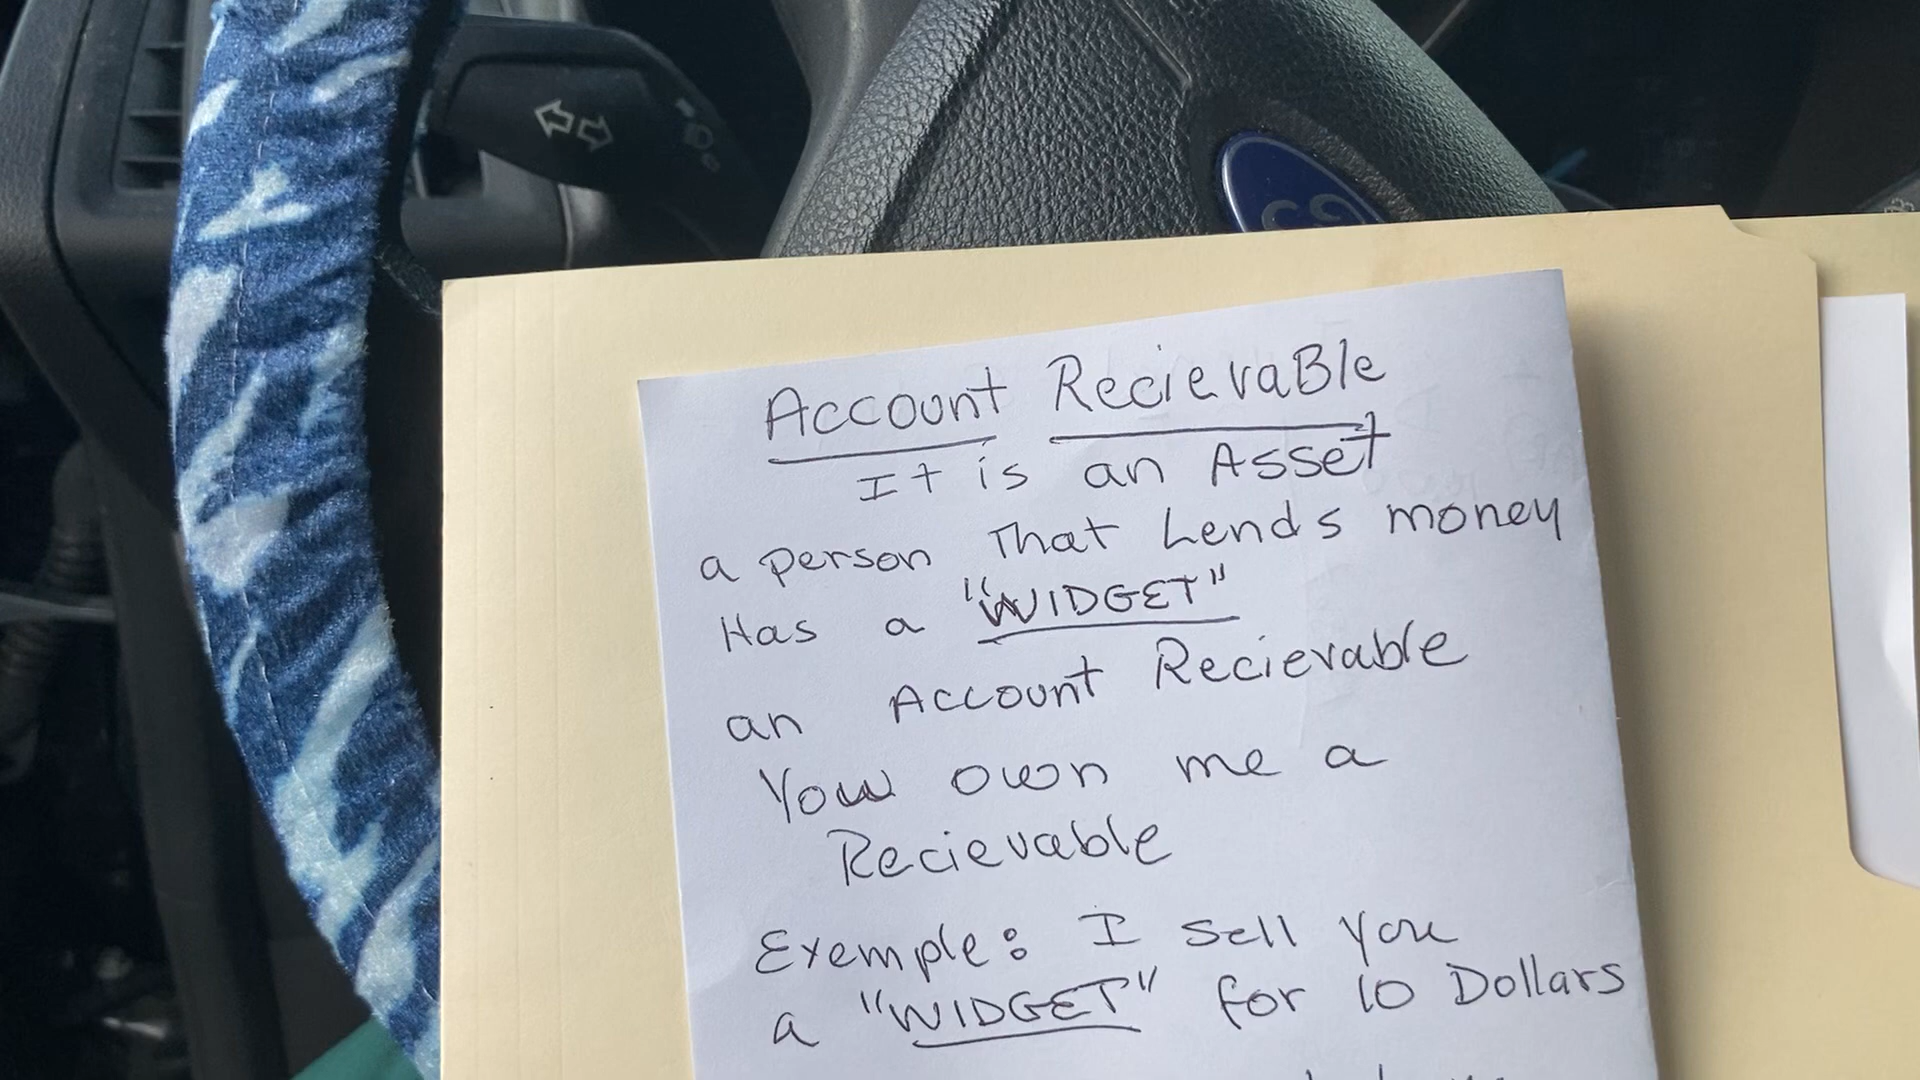 Account RecievaBle
It is an Asset
a person That Lends money
Has a "WIDGET"
an Account Recievable
You own me a
Recievable
Exemple: I sell you
a "WIDGET" for 10 Dollars